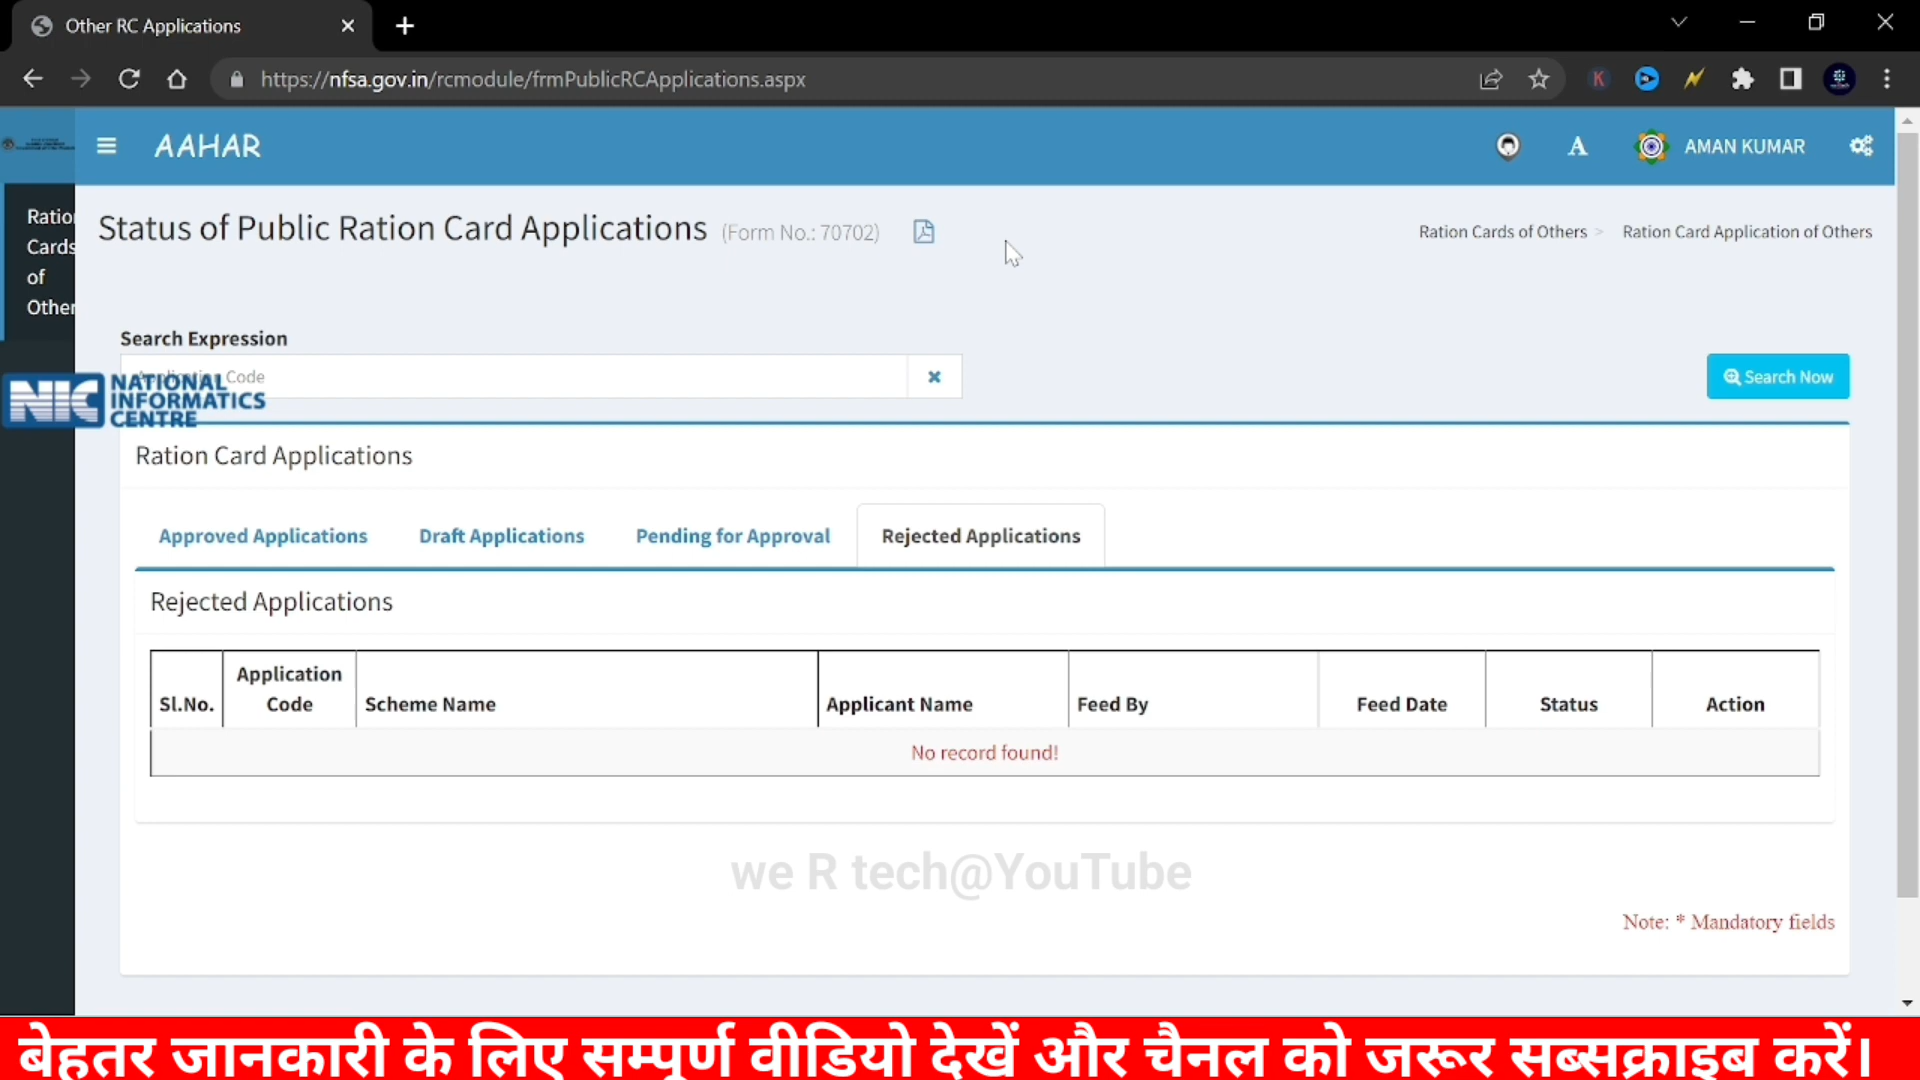 Other RC Applications
https://nfsa.gov.in/rcmodule/frmPublicRCApplications.aspx
K
AAHAR
A
AMAN KUMAR
Ratio
Cards
of
Other
Status of Public Ration Card Applications (Form No.: 70702)
Ration Cards of Others > Ration Card Application of Others
Search Expression
Application Code
Search Now
NIC NATIONAL
INFORMATICS
CENTRE
Ration Card Applications
Approved Applications Draft Applications Pending for Approval Rejected Applications
Rejected Applications
Sl.No. Application Code Scheme Name Applicant Name Feed By Feed Date Status Action
No record found!
we R tech@YouTube
Note: * Mandatory fields
बेहतर जानकारी के लिए सम्पूर्ण वीडियो देखें और चैनल को जरूर सब्सक्राइब करें।